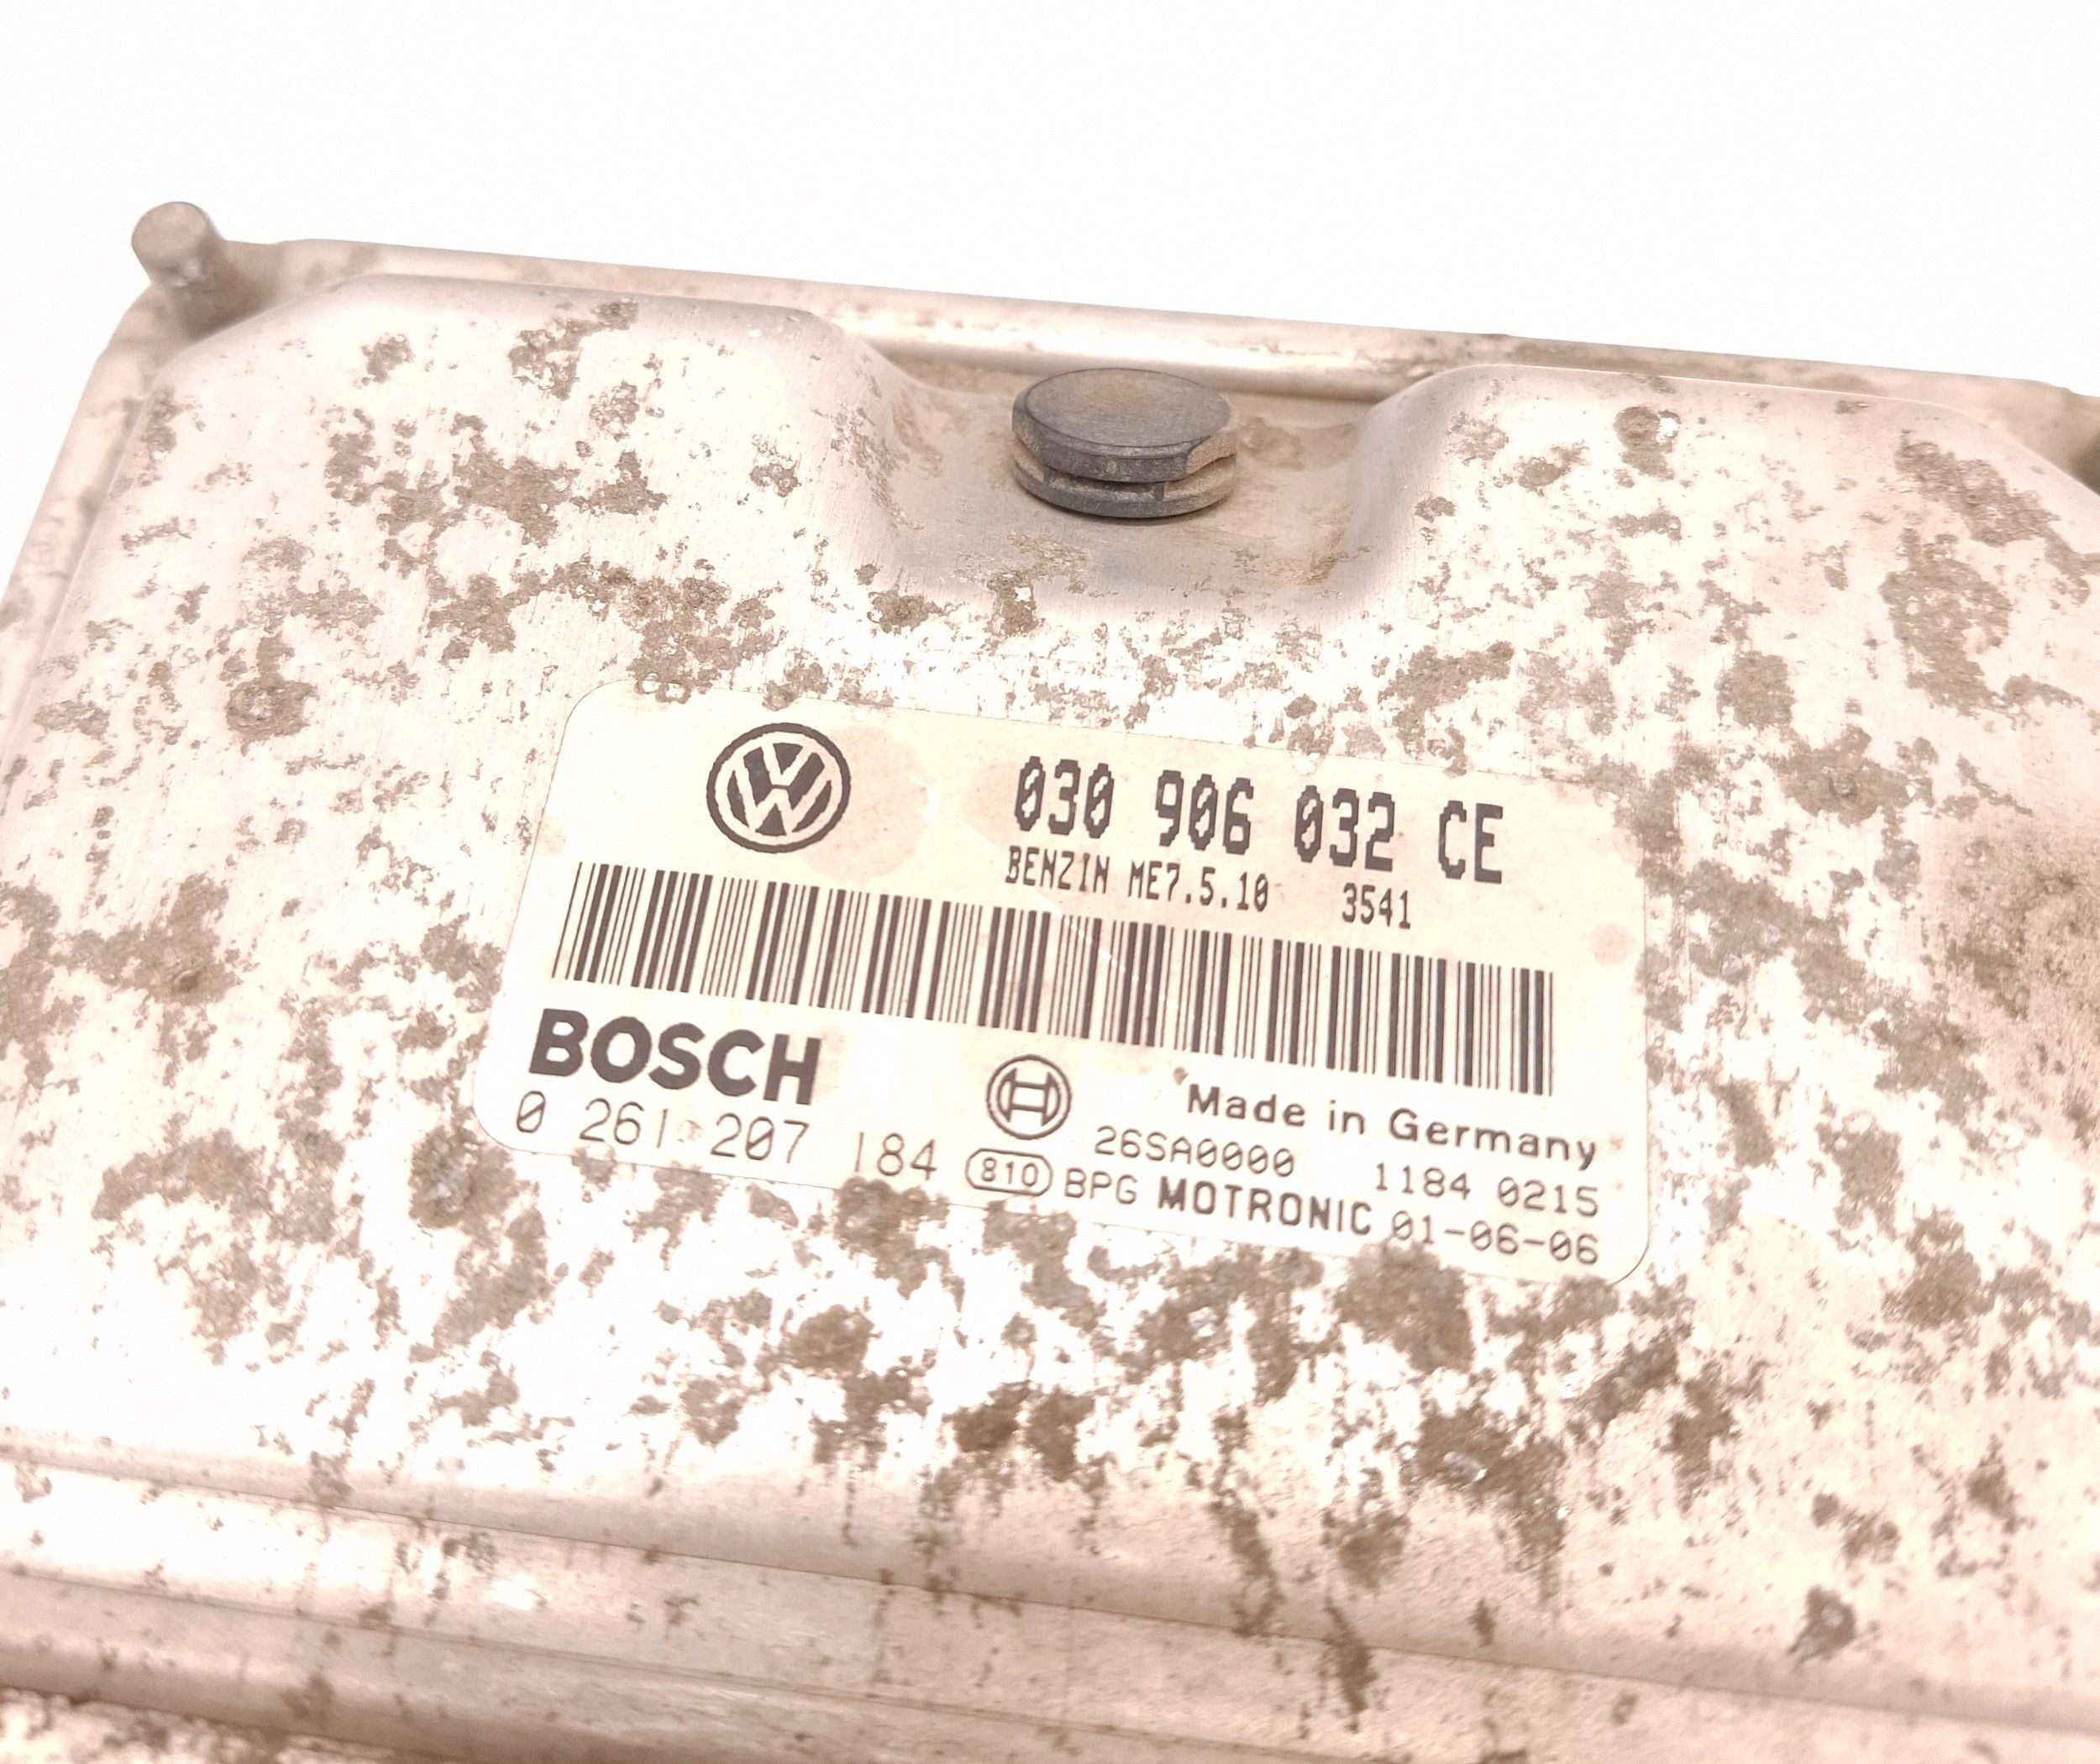 030 906 032 CE
BENZIN ME7.5.10 3541
BOSCH
Made in Germany
0 261 207 184
26SA0000 1184 0215
810 BPG MOTRONIC 01-06-06